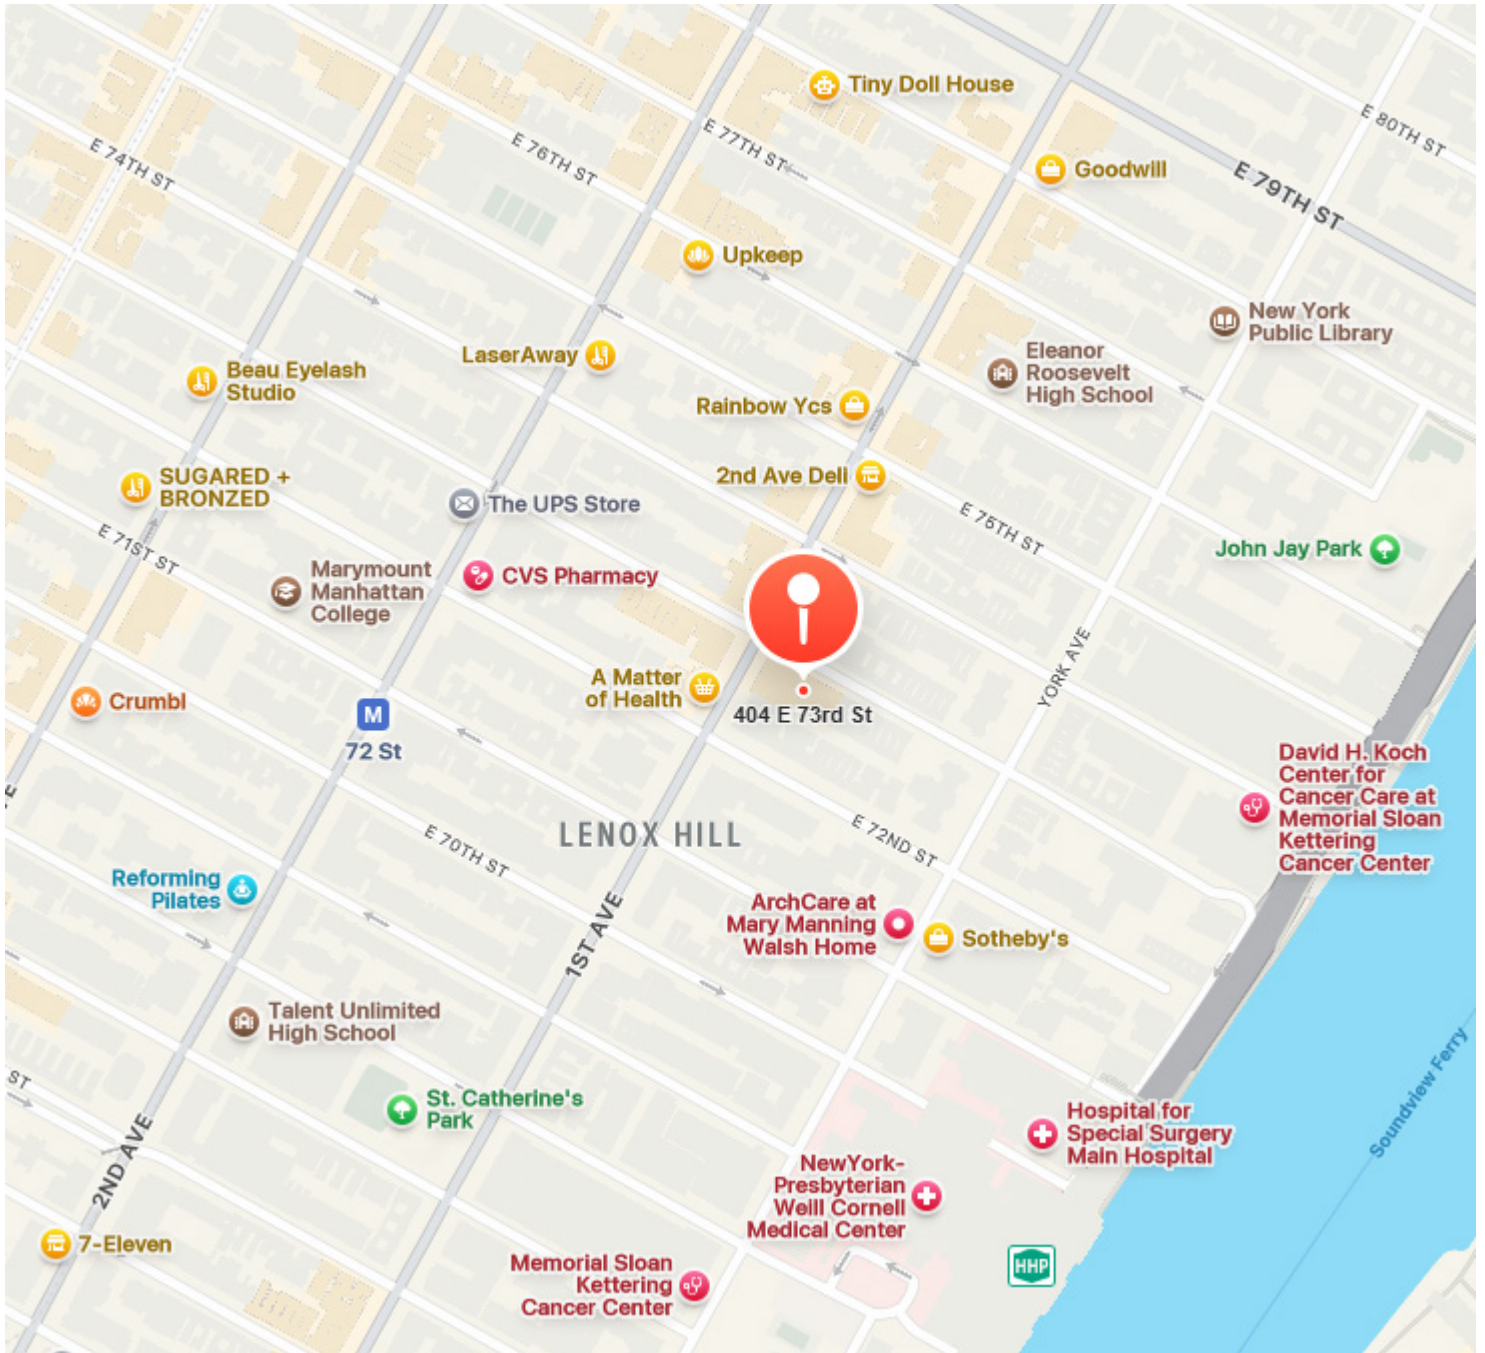 Tiny Doll House
E 80TH ST
E 77TH ST
E 76TH ST
E 74TH ST
Goodwill
E 79TH ST
Upkeep
New York
Public Library
LaserAway
Eleanor
Roosevelt
High School
Beau Eyelash
Studio
Rainbow Ycs
2nd Ave Deli
SUGARED +
BRONZED
The UPS Store
E 75TH ST
E 71ST ST
John Jay Park
Marymount
Manhattan
College
CVS Pharmacy
YORK AVE
A Matter
of Health
Crumbl
M
72 St
404 E 73rd St
David H. Koch
Center for
Cancer Care at
Memorial Sloan
Kettering
Cancer Center
E
LENOX HILL
E 70TH ST
E 72ND ST
Reforming
Pilates
ArchCare at
Mary Manning
Walsh Home
Sotheby's
1ST AVE
Talent Unlimited
High School
ST
St. Catherine's
Park
Soundview Ferry
Hospital for
Special Surgery
Main Hospital
2ND AVE
NewYork-
Presbyterian
Weill Cornell
Medical Center
7-Eleven
HHP
Memorial Sloan
Kettering
Cancer Center